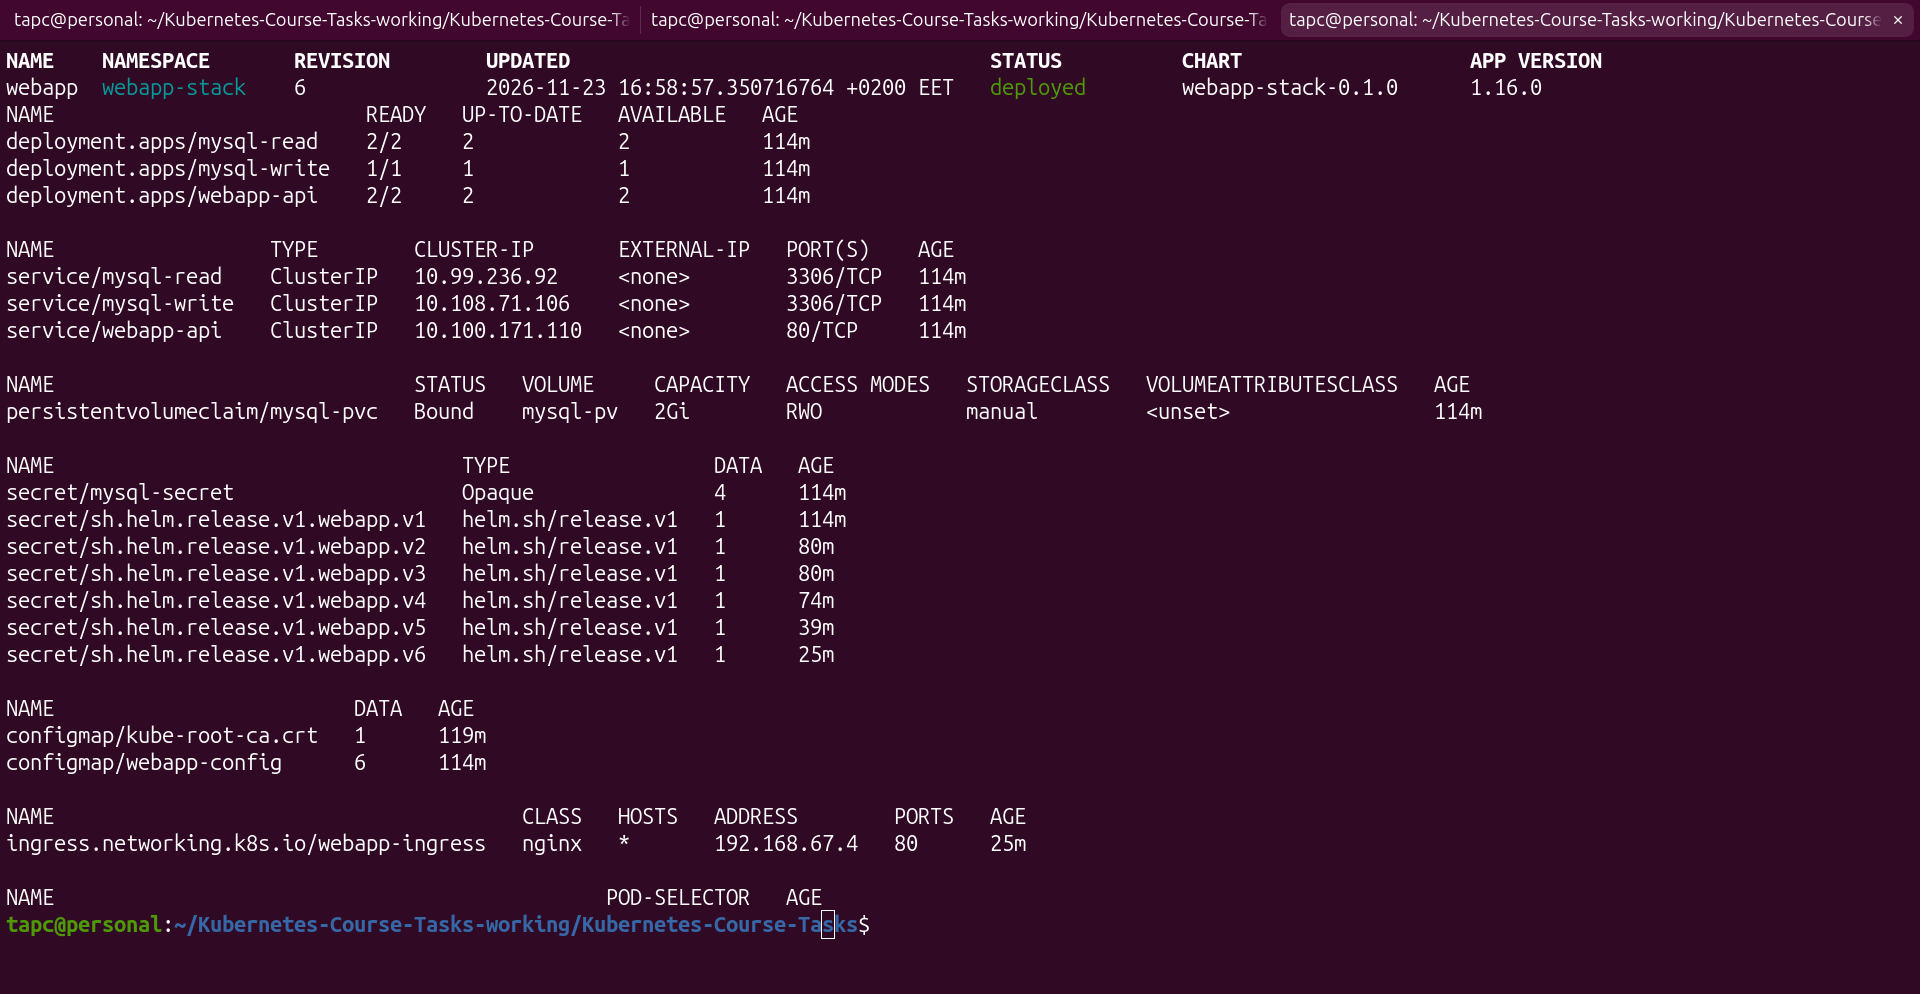 tapc@personal: ~/Kubernetes-Course-Tasks-working/Kubernetes-Course-Ta tapc@personal: ~/Kubernetes-Course-Tasks-working/Kubernetes-Course-Ta tapc@personal: ~/Kubernetes-Course-Tasks-working/Kubernetes-Course ×
NAME NAMESPACE REVISION UPDATED STATUS CHART APP VERSION
webapp webapp-stack 6 2026-11-23 16:58:57.350716764 +0200 EET deployed webapp-stack-0.1.0 1.16.0
NAME READY UP-TO-DATE AVAILABLE AGE
deployment.apps/mysql-read 2/2 2 2 114m
deployment.apps/mysql-write 1/1 1 1 114m
deployment.apps/webapp-api 2/2 2 2 114m
NAME TYPE CLUSTER-IP EXTERNAL-IP PORT(S) AGE
service/mysql-read ClusterIP 10.99.236.92 <none> 3306/TCP 114m
service/mysql-write ClusterIP 10.108.71.106 <none> 3306/TCP 114m
service/webapp-api ClusterIP 10.100.171.110 <none> 80/TCP 114m
NAME STATUS VOLUME CAPACITY ACCESS MODES STORAGECLASS VOLUMEATTRIBUTESCLASS AGE
persistentvolumeclaim/mysql-pvc Bound mysql-pv 2Gi RWO manual <unset> 114m
NAME TYPE DATA AGE
secret/mysql-secret Opaque 4 114m
secret/sh.helm.release.v1.webapp.v1 helm.sh/release.v1 1 114m
secret/sh.helm.release.v1.webapp.v2 helm.sh/release.v1 1 80m
secret/sh.helm.release.v1.webapp.v3 helm.sh/release.v1 1 80m
secret/sh.helm.release.v1.webapp.v4 helm.sh/release.v1 1 74m
secret/sh.helm.release.v1.webapp.v5 helm.sh/release.v1 1 39m
secret/sh.helm.release.v1.webapp.v6 helm.sh/release.v1 1 25m
NAME DATA AGE
configmap/kube-root-ca.crt 1 119m
configmap/webapp-config 6 114m
NAME CLASS HOSTS ADDRESS PORTS AGE
ingress.networking.k8s.io/webapp-ingress nginx * 192.168.67.4 80 25m
NAME POD-SELECTOR AGE
tapc@personal:~/Kubernetes-Course-Tasks-working/Kubernetes-Course-Tasks$